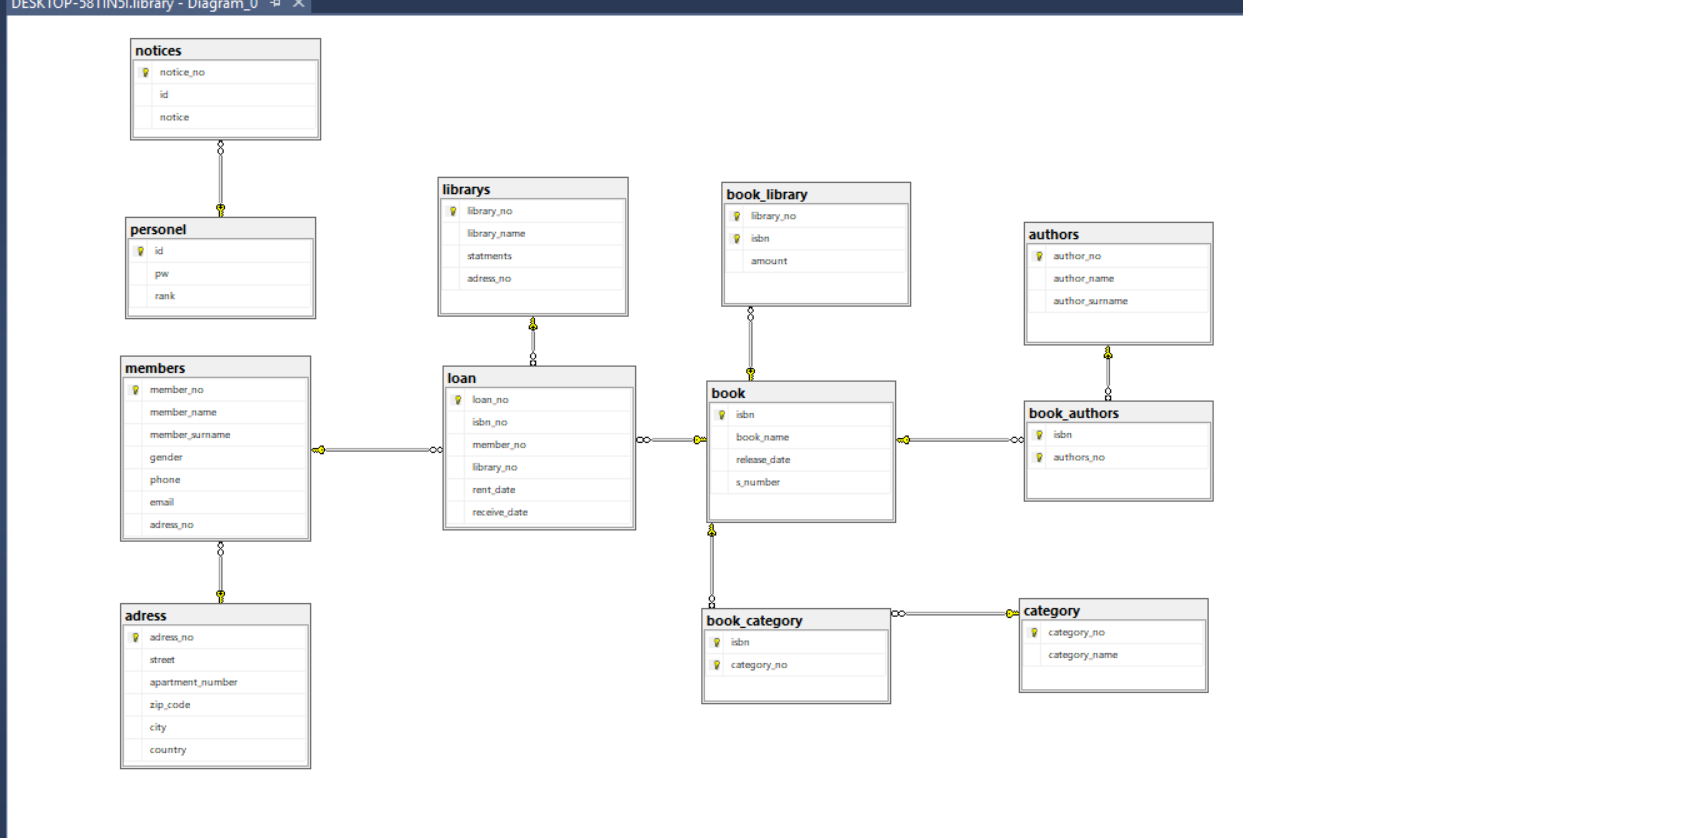 DESKTOP-581IIN5I.library - Diagram_0
notices
notice_no
id
notice
personel
id
pw
rank
members
member_no
member_name
member_surname
gender
phone
email
adress_no
adress
adress_no
street
apartment_number
zip_code
city
country
librarys
library_no
library_name
statments
adress_no
loan
loan_no
isbn_no
member_no
library_no
rent_date
receive_date
book_library
library_no
isbn
amount
book
isbn
book_name
release_date
s_number
book_category
isbn
category_no
authors
author_no
author_name
author_surname
book_authors
isbn
authors_no
category
category_no
category_name